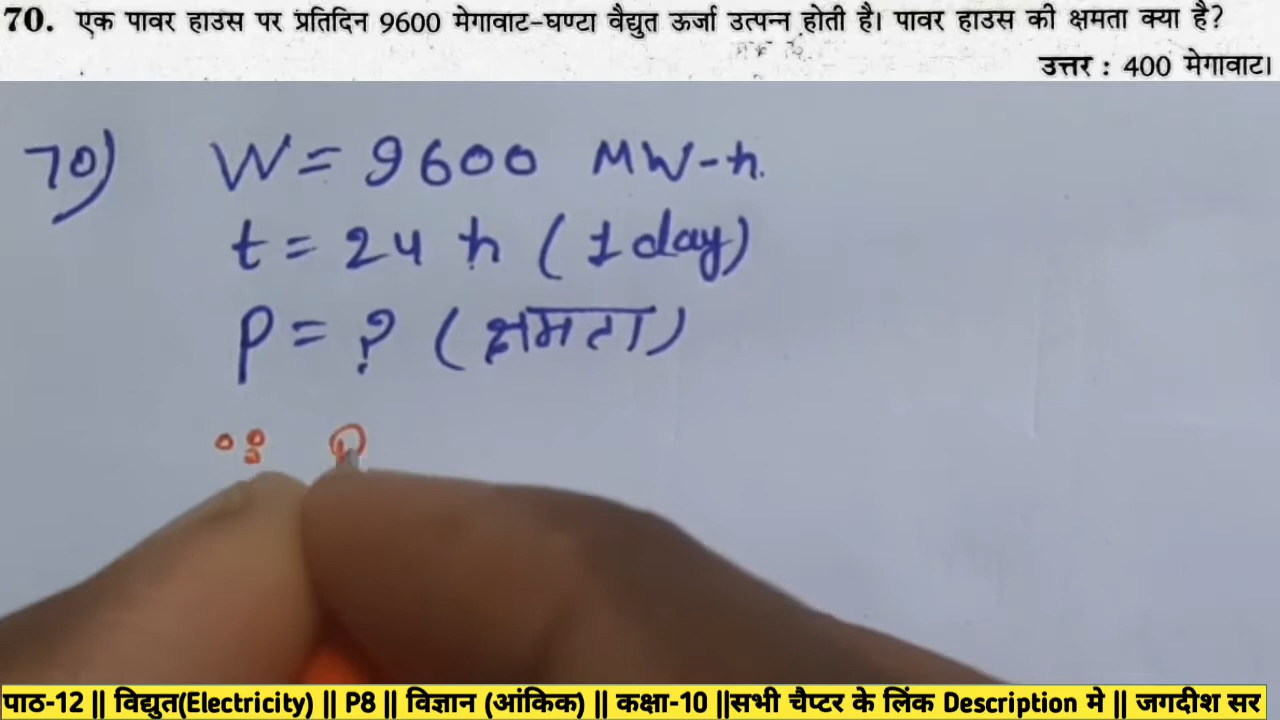 70. एक पावर हाउस पर प्रतिदिन 9600 मेगावाट-घण्टा वैद्युत ऊर्जा उत्पन्न होती है। पावर हाउस की क्षमता क्या है?
उत्तर : 400 मेगावाट।
70) W = 9600 MW-h.
t = 24 h (1 day)
P = ? (क्षमता)
पाठ-12 || विद्युत(Electricity) || P8 || विज्ञान (आंकिक) || कक्षा-10 ||सभी चैप्टर के लिंक Description मे || जगदीश सर